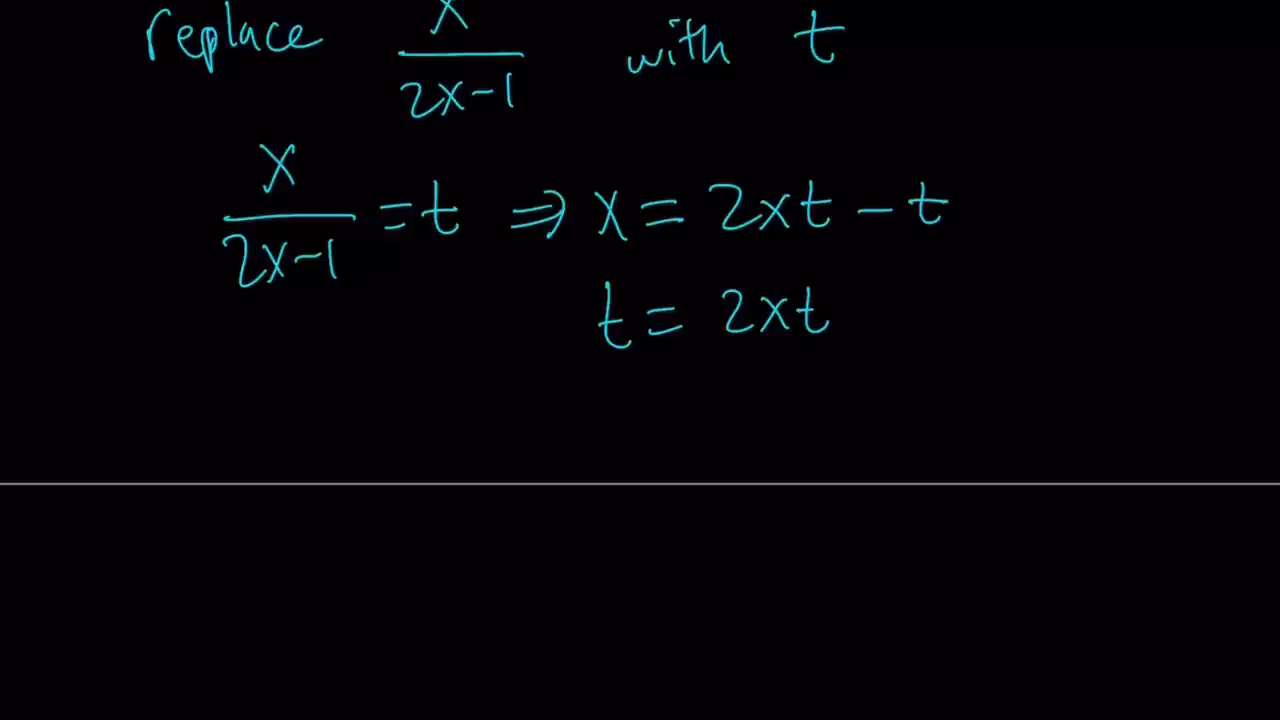 replace x/(2x-1) with t
x/(2x-1) = t ⇒ x = 2xt - t
t = 2xt